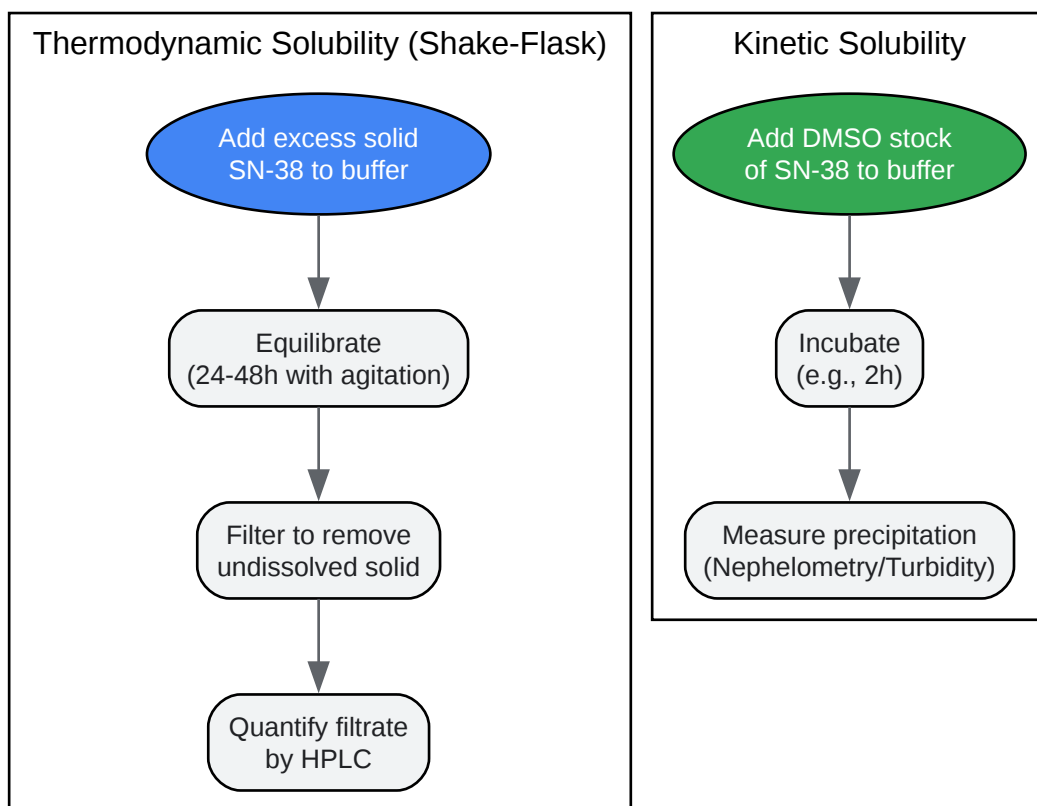 Thermodynamic Solubility (Shake-Flask)
Add excess solid
SN-38 to buffer
Equilibrate
(24-48h with agitation)
Filter to remove
undissolved solid
Quantify filtrate
by HPLC
Kinetic Solubility
Add DMSO stock
of SN-38 to buffer
Incubate
(e.g., 2h)
Measure precipitation
(Nephelometry/Turbidity)